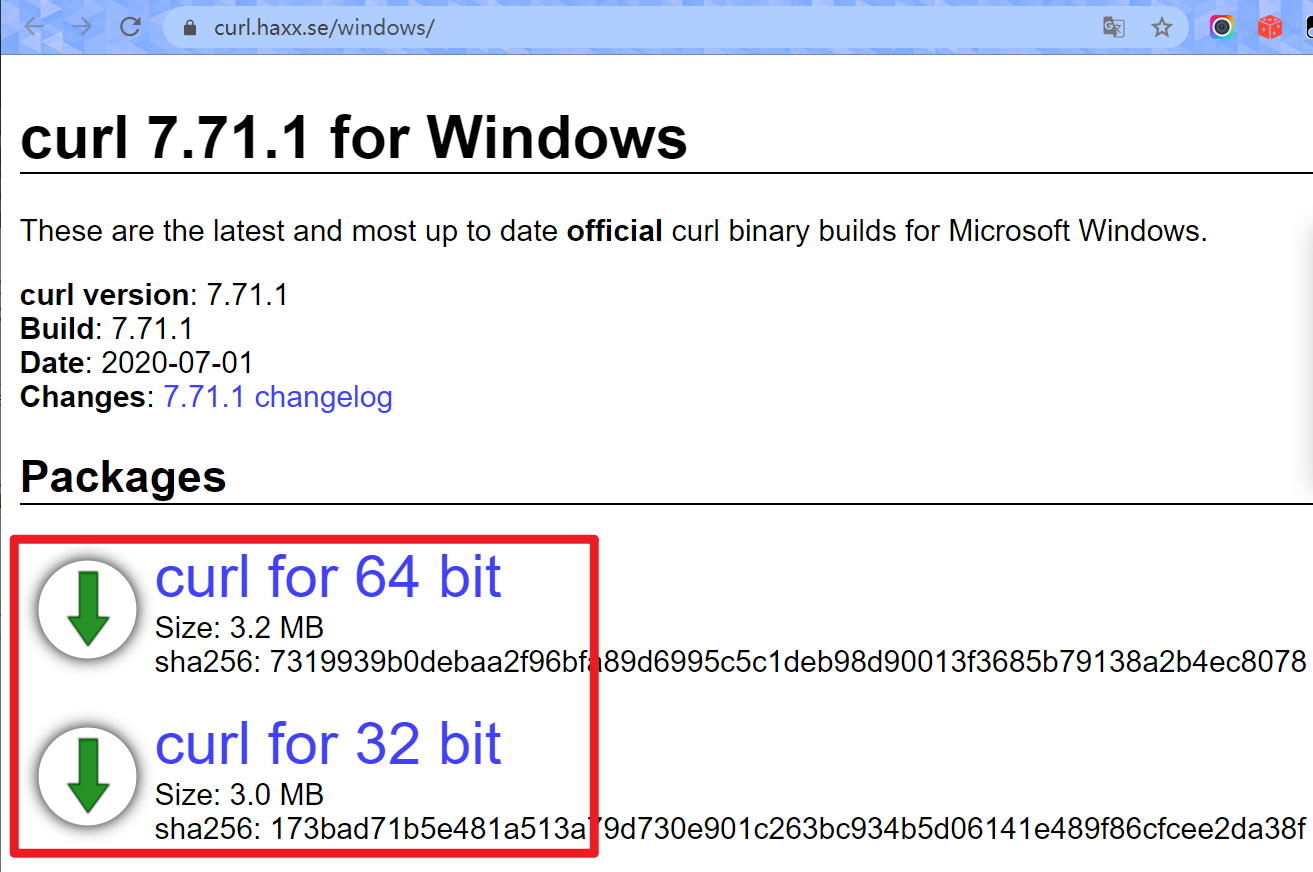 curl.haxx.se/windows/
curl 7.71.1 for Windows
These are the latest and most up to date official curl binary builds for Microsoft Windows.
curl version: 7.71.1
Build: 7.71.1
Date: 2020-07-01
Changes: 7.71.1 changelog
Packages
curl for 64 bit
Size: 3.2 MB
sha256: 7319939b0debaa2f96bfa89d6995c5c1deb98d90013f3685b79138a2b4ec8078
curl for 32 bit
Size: 3.0 MB
sha256: 173bad71b5e481a513a79d730e901c263bc934b5d06141e489f86cfcee2da38f